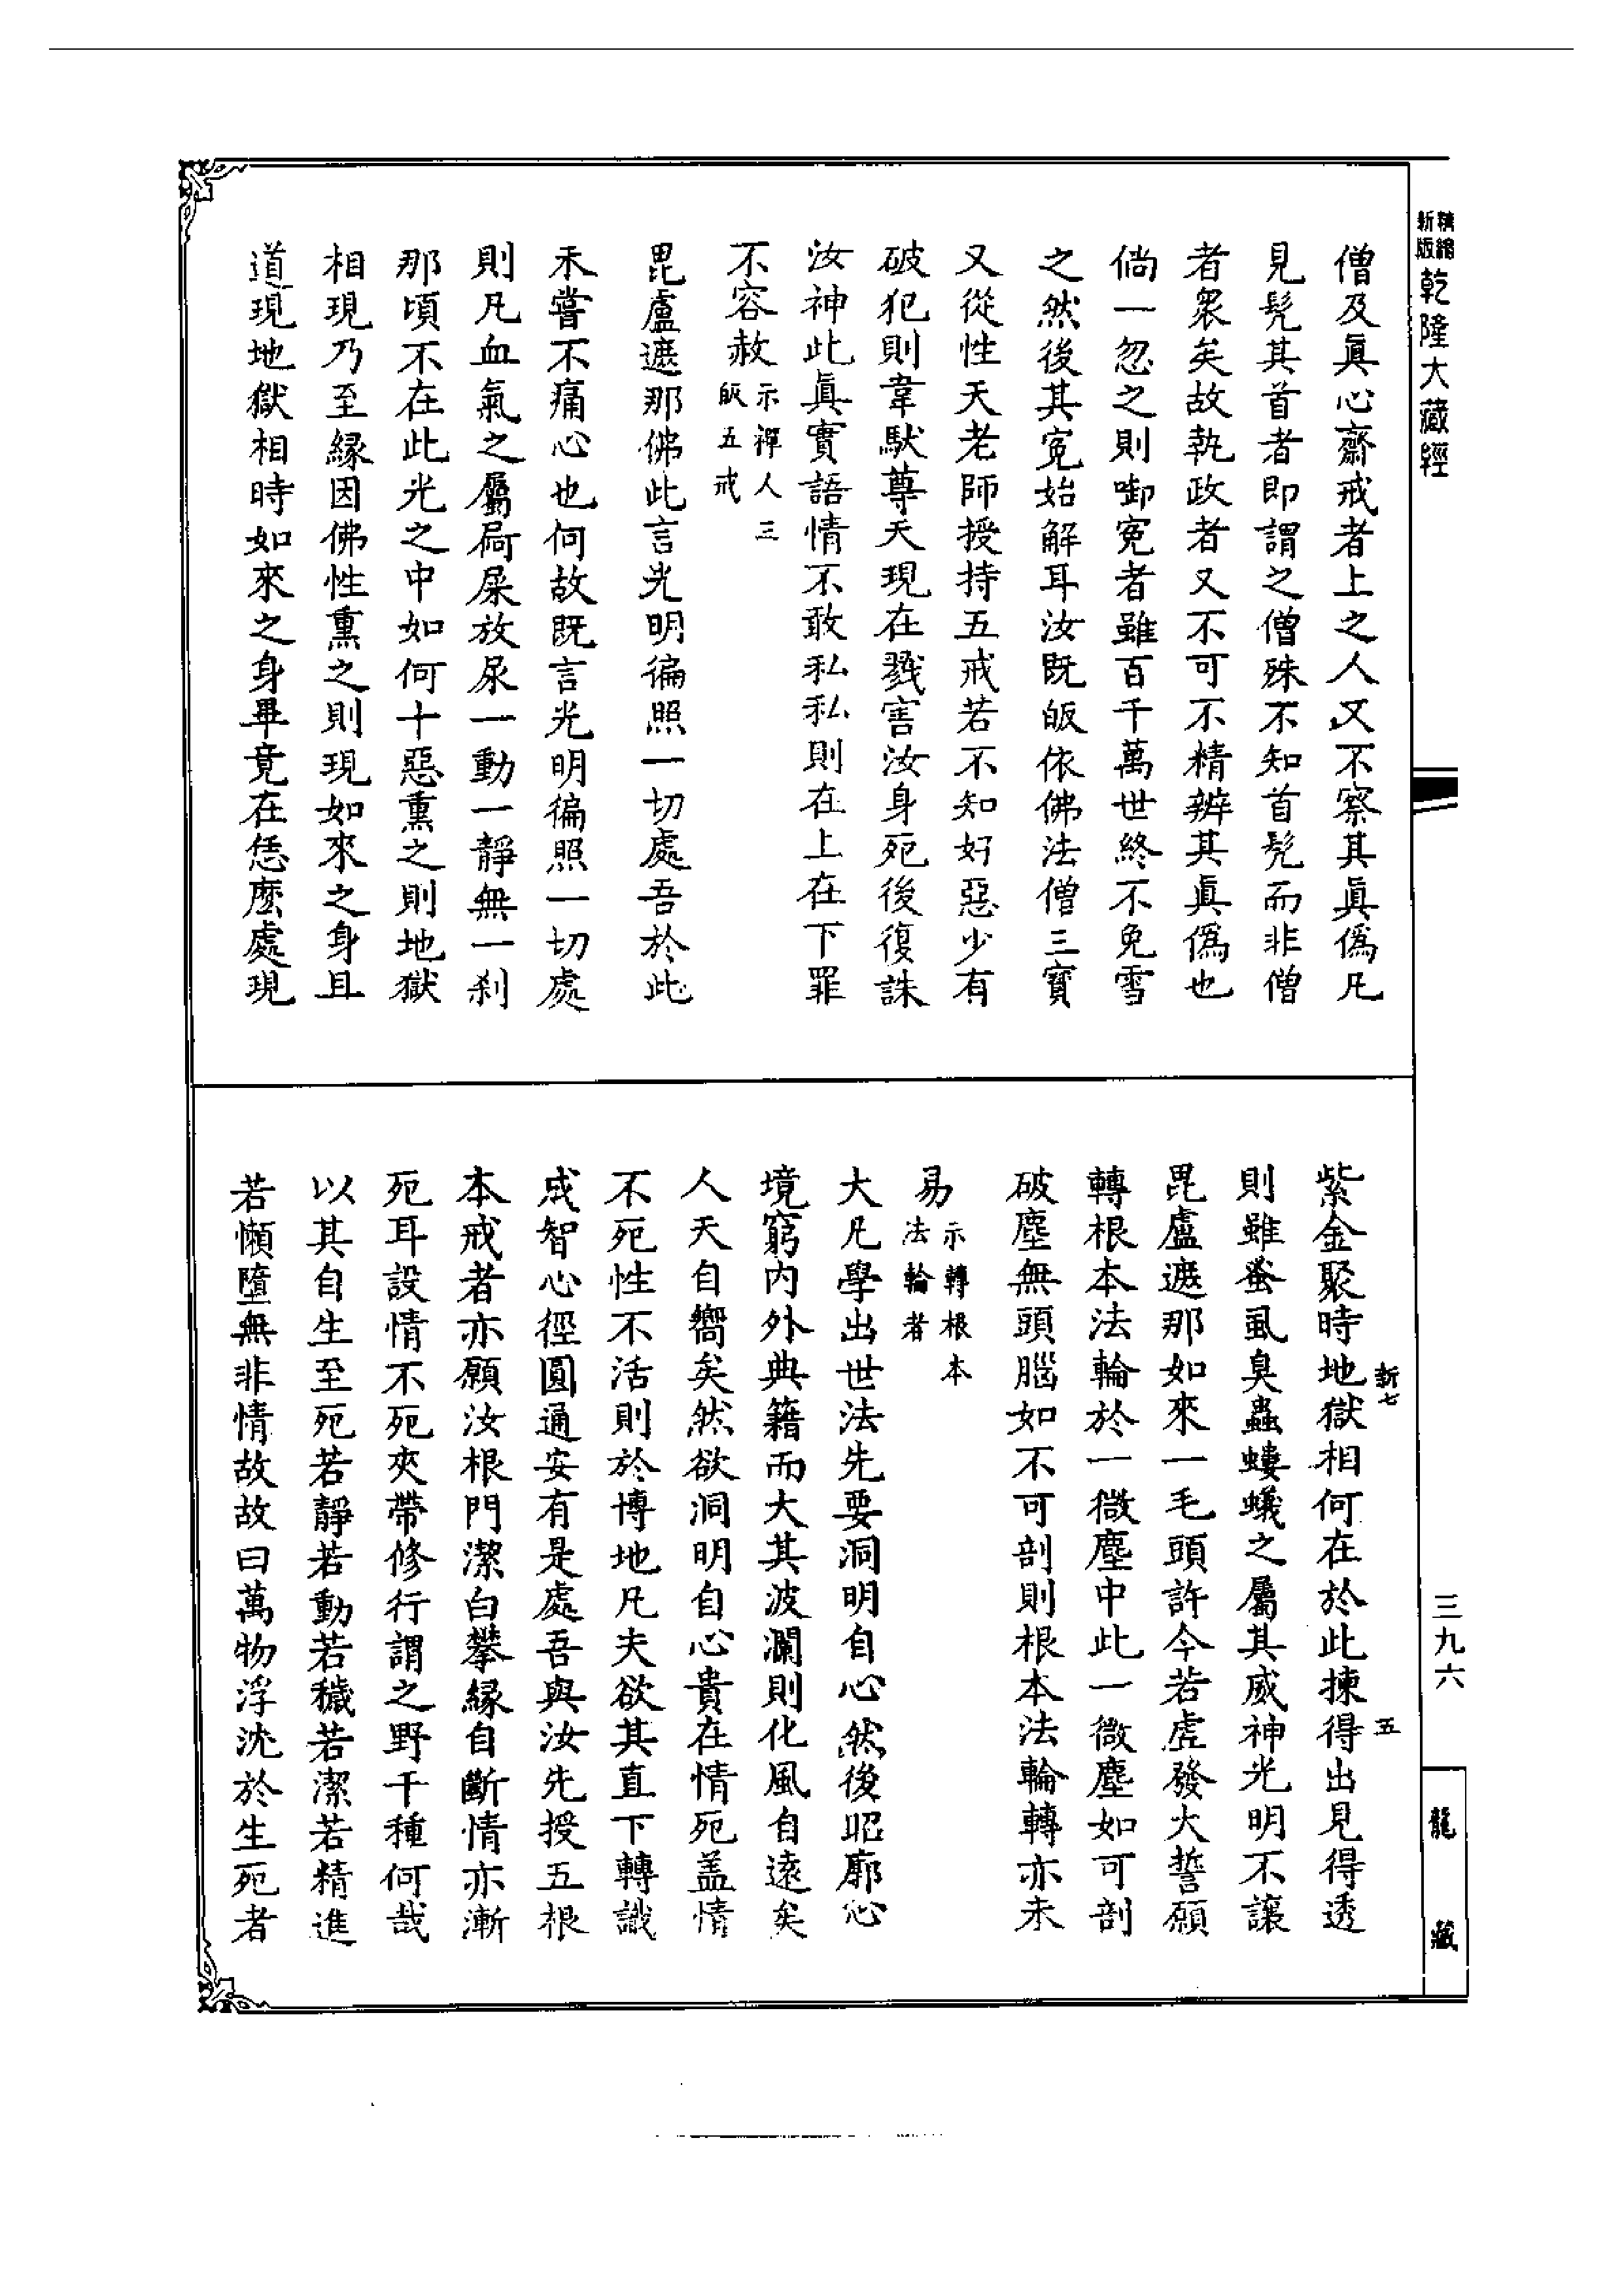 精縮新版乾隆大藏經
僧及眞心齋戒者上之人又不察其眞偽凡
見髠其首者即謂之僧殊不知首髠而非僧
者衆矣故執政者又不可不精辨其眞偽也
倘一忽之則啣寃者雖百千萬世終不免雪
之然後其寃始解耳汝既皈依佛法僧三寳
又從性天老師授持五戒若不知好惡少有
破犯則韋馱尊天現在戮害汝身死後復誅
汝神此眞實語情不敢私私則在上在下罪
不容赦示禪人三皈五戒
毘盧遮那佛此言光明徧照一切處吾於此
未嘗不痛心也何故既言光明徧照一切處
則凡血氣之屬屙屎放尿一動一靜無一刹
那頃不在此光之中如何十惡熏之則地獄
相現乃至緣因佛性熏之則現如來之身且
道現地獄相時如來之身畢竟在恁麽處現
紫金聚時地獄相何在於此揀得出見得透
則雖蚤虱臭蟲螻蟻之屬其威神光明不讓
毘盧遮那如來一毛頭許今若虛發大誓願
轉根本法輪於一微塵中此一微塵如可剖
破塵無頭腦如不可剖則根本法輪轉亦未
易示轉根本法輪者
大凡學出世法先要洞明自心然後昭廓心
境窮內外典籍而大其波瀾則化風自遠矣
人天自嚮矣然欲洞明自心貴在情死盖情
不死性不活則於博地凡夫欲其直下轉識
成智心徑圓通安有是處吾與汝先授五根
本戒者亦願汝根門潔白攀緣自斷情亦漸
死耳設情不死夾帶修行謂之野干種何哉
以其自生至死若靜若動若穢若潔若精進
若懶墮無非情故故曰萬物浮沈於生死者
新七
五
三九六
龍藏